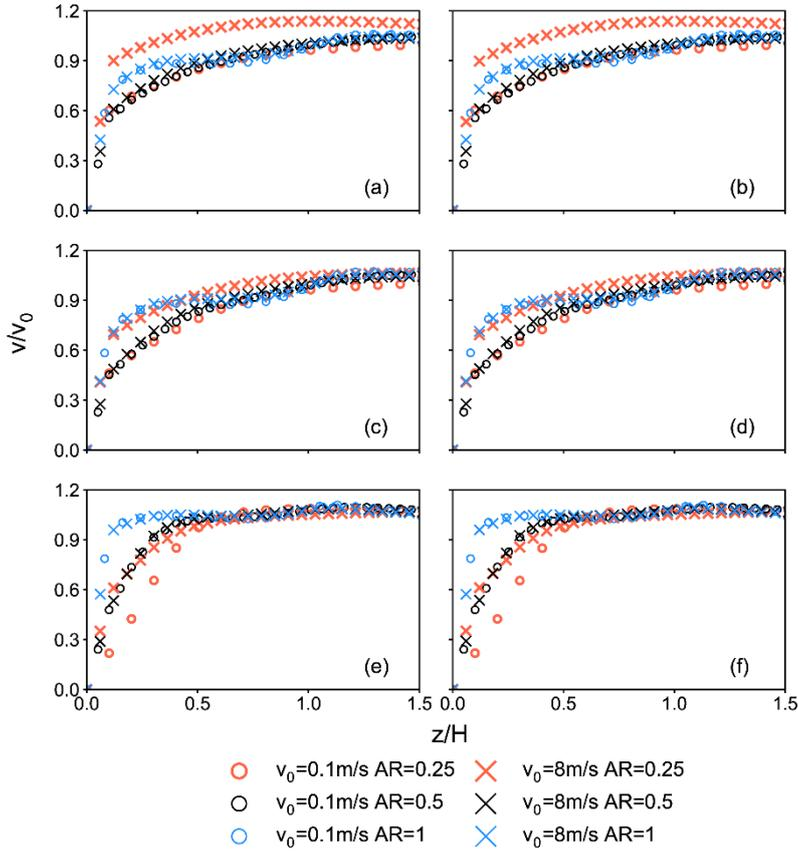 1.2
0.9
0.6
0.3
0.0
(a)
(b)
1.2
0.9
0.6
0.3
0.0
(c)
(d)
v/v₀
1.2
0.9
0.6
0.3
0.0
(e)
(f)
0.0 0.5 1.0 1.5 0.0 0.5 1.0 1.5
z/H
v₀=0.1m/s AR=0.25 v₀=8m/s AR=0.25
v₀=0.1m/s AR=0.5 v₀=8m/s AR=0.5
v₀=0.1m/s AR=1 v₀=8m/s AR=1